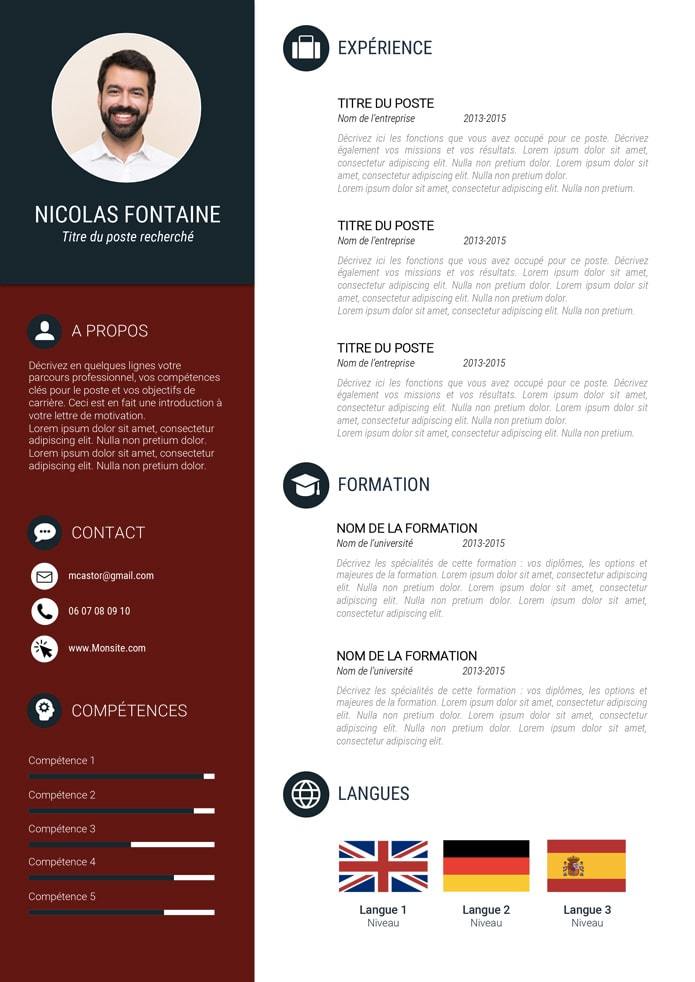 NICOLAS FONTAINE
Titre du poste recherché
A PROPOS
Décrivez en quelques lignes votre
parcours professionnel, vos compétences
clés pour le poste et vos objectifs de
carrière. Ceci est en fait une introduction à
votre lettre de motivation.
Lorem ipsum dolor sit amet, consectetur
adipiscing elit. Nulla non pretium dolor.
Lorem ipsum dolor sit amet, consectetur
adipiscing elit. Nulla non pretium dolor.
CONTACT
mcastor@gmail.com
06 07 08 09 10
www.Monsite.com
COMPÉTENCES
Compétence 1
Compétence 2
Compétence 3
Compétence 4
Compétence 5
EXPÉRIENCE
TITRE DU POSTE
Nom de l'entreprise 2013-2015
Décrivez ici les fonctions que vous avez occupé pour ce poste. Décrivez
également vos missions et vos résultats. Lorem ipsum dolor sit amet,
consectetur adipiscing elit. Nulla non pretium dolor. Lorem ipsum dolor sit
amet, consectetur adipiscing elit. Nulla non pretium dolor.
Lorem ipsum dolor sit amet, consectetur adipiscing elit. Nulla non pretium.
TITRE DU POSTE
Nom de l'entreprise 2013-2015
Décrivez ici les fonctions que vous avez occupé pour ce poste. Décrivez
également vos missions et vos résultats. Lorem ipsum dolor sit amet,
consectetur adipiscing elit. Nulla non pretium dolor. Lorem ipsum dolor sit
amet, consectetur adipiscing elit. Nulla non pretium dolor.
Lorem ipsum dolor sit amet, consectetur adipiscing elit. Nulla non pretium.
TITRE DU POSTE
Nom de l'entreprise 2013-2015
Décrivez ici les fonctions que vous avez occupé pour ce poste. Décrivez
également vos missions et vos résultats. Lorem ipsum dolor sit amet,
consectetur adipiscing elit. Nulla non pretium dolor. Lorem ipsum dolor sit
amet, consectetur adipiscing elit. Nulla non pretium dolor.
Lorem ipsum dolor sit amet, consectetur adipiscing elit. Nulla non pretium.
FORMATION
NOM DE LA FORMATION
Nom de l'université 2013-2015
Décrivez les spécialités de cette formation : vos diplômes, les options et
majeures de la formation. Lorem ipsum dolor sit amet, consectetur adipiscing
elit. Nulla non pretium dolor. Lorem ipsum dolor sit amet, consectetur
adipiscing elit. Nulla non pretium dolor. Lorem ipsum dolor sit amet,
consectetur adipiscing elit.
NOM DE LA FORMATION
Nom de l'université 2013-2015
Décrivez les spécialités de cette formation : vos diplômes, les options et
majeures de la formation. Lorem ipsum dolor sit amet, consectetur adipiscing
elit. Nulla non pretium dolor. Lorem ipsum dolor sit amet, consectetur
adipiscing elit. Nulla non pretium dolor. Lorem ipsum dolor sit amet,
consectetur adipiscing elit.
LANGUES
Langue 1 Langue 2 Langue 3
Niveau Niveau Niveau